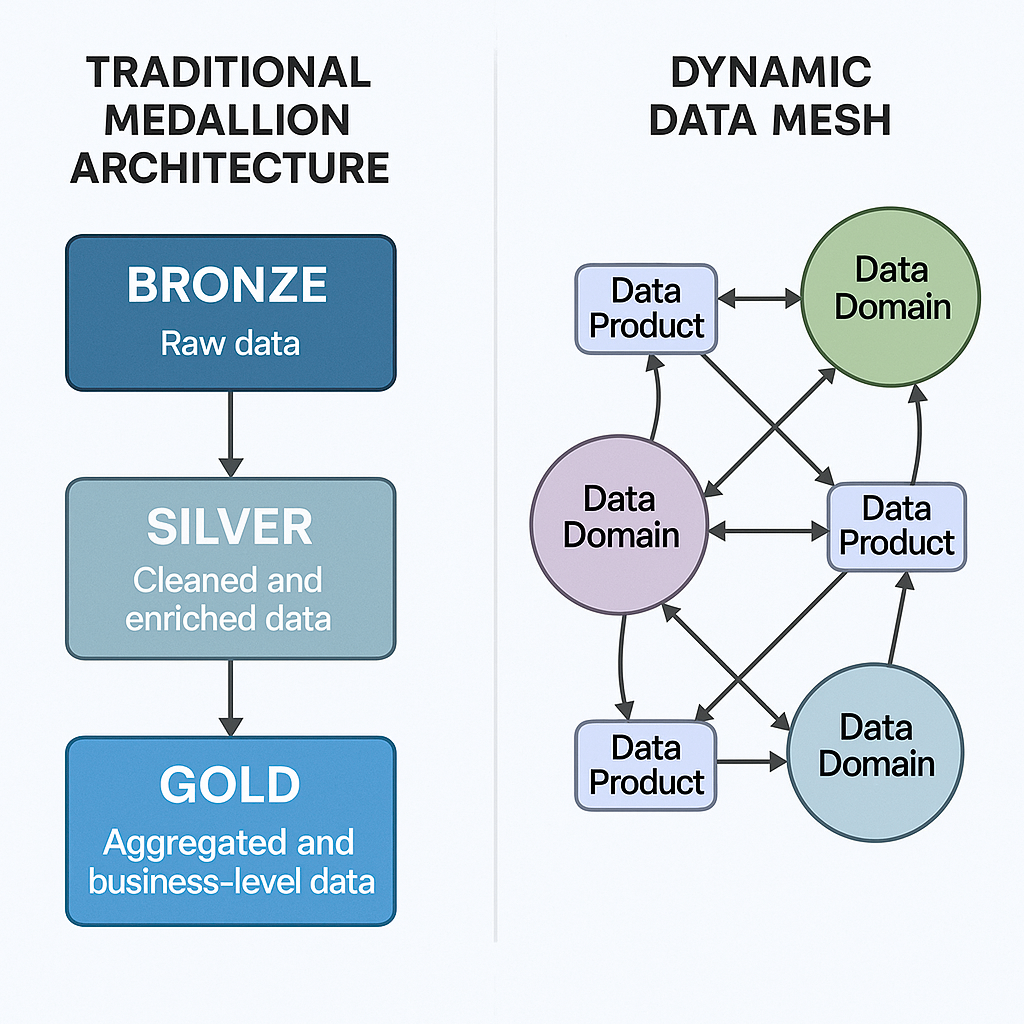 TRADITIONAL
MEDALLION
ARCHITECTURE
BRONZE
Raw data
SILVER
Cleaned and
enriched data
GOLD
Aggregated and
business-level data
DYNAMIC
DATA MESH
Data
Product
Data
Domain
Data
Domain
Data
Product
Data
Product
Data
Domain